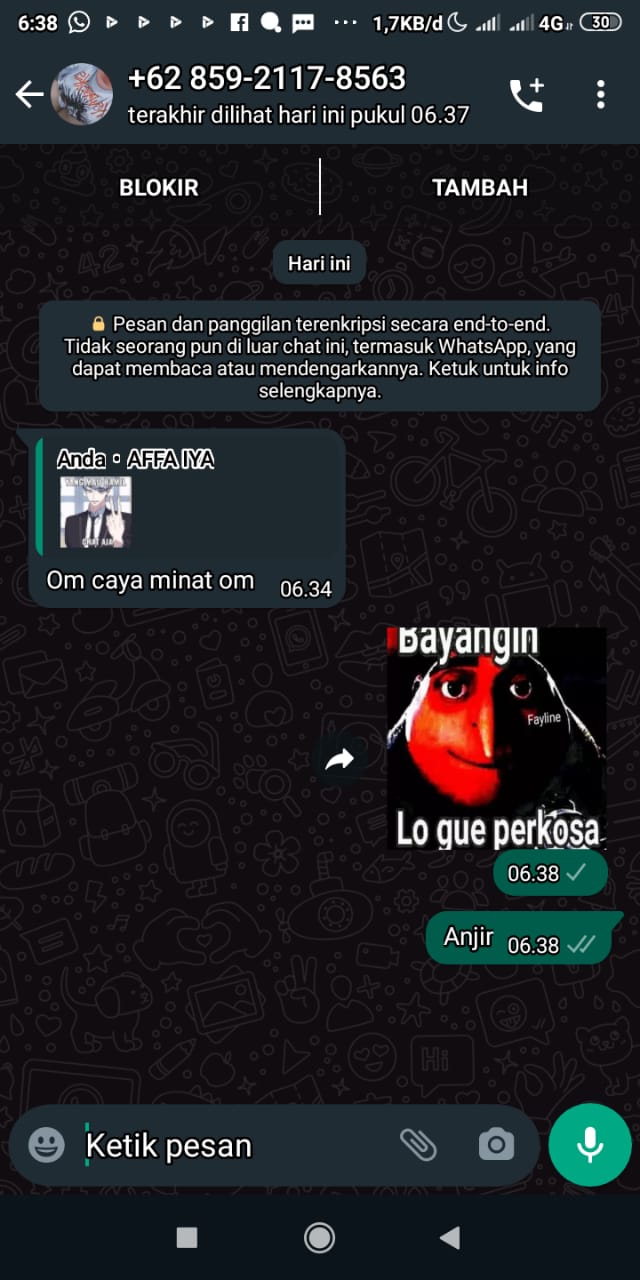 6:38
1,7KB/d
4G
30
+62 859-2117-8563
terakhir dilihat hari ini pukul 06.37
BLOKIR
TAMBAH
Hari ini
Pesan dan panggilan terenkripsi secara end-to-end.
Tidak seorang pun di luar chat ini, termasuk WhatsApp, yang
dapat membaca atau mendengarkannya. Ketuk untuk info
selengkapnya.
Anda • AFFA IYA
YANG MAU HAMIL
CHAT AJA
Om caya minat om
06.34
Bayangin
Fayline
Lo gue perkosa
06.38
Anjir
06.38
Ketik pesan